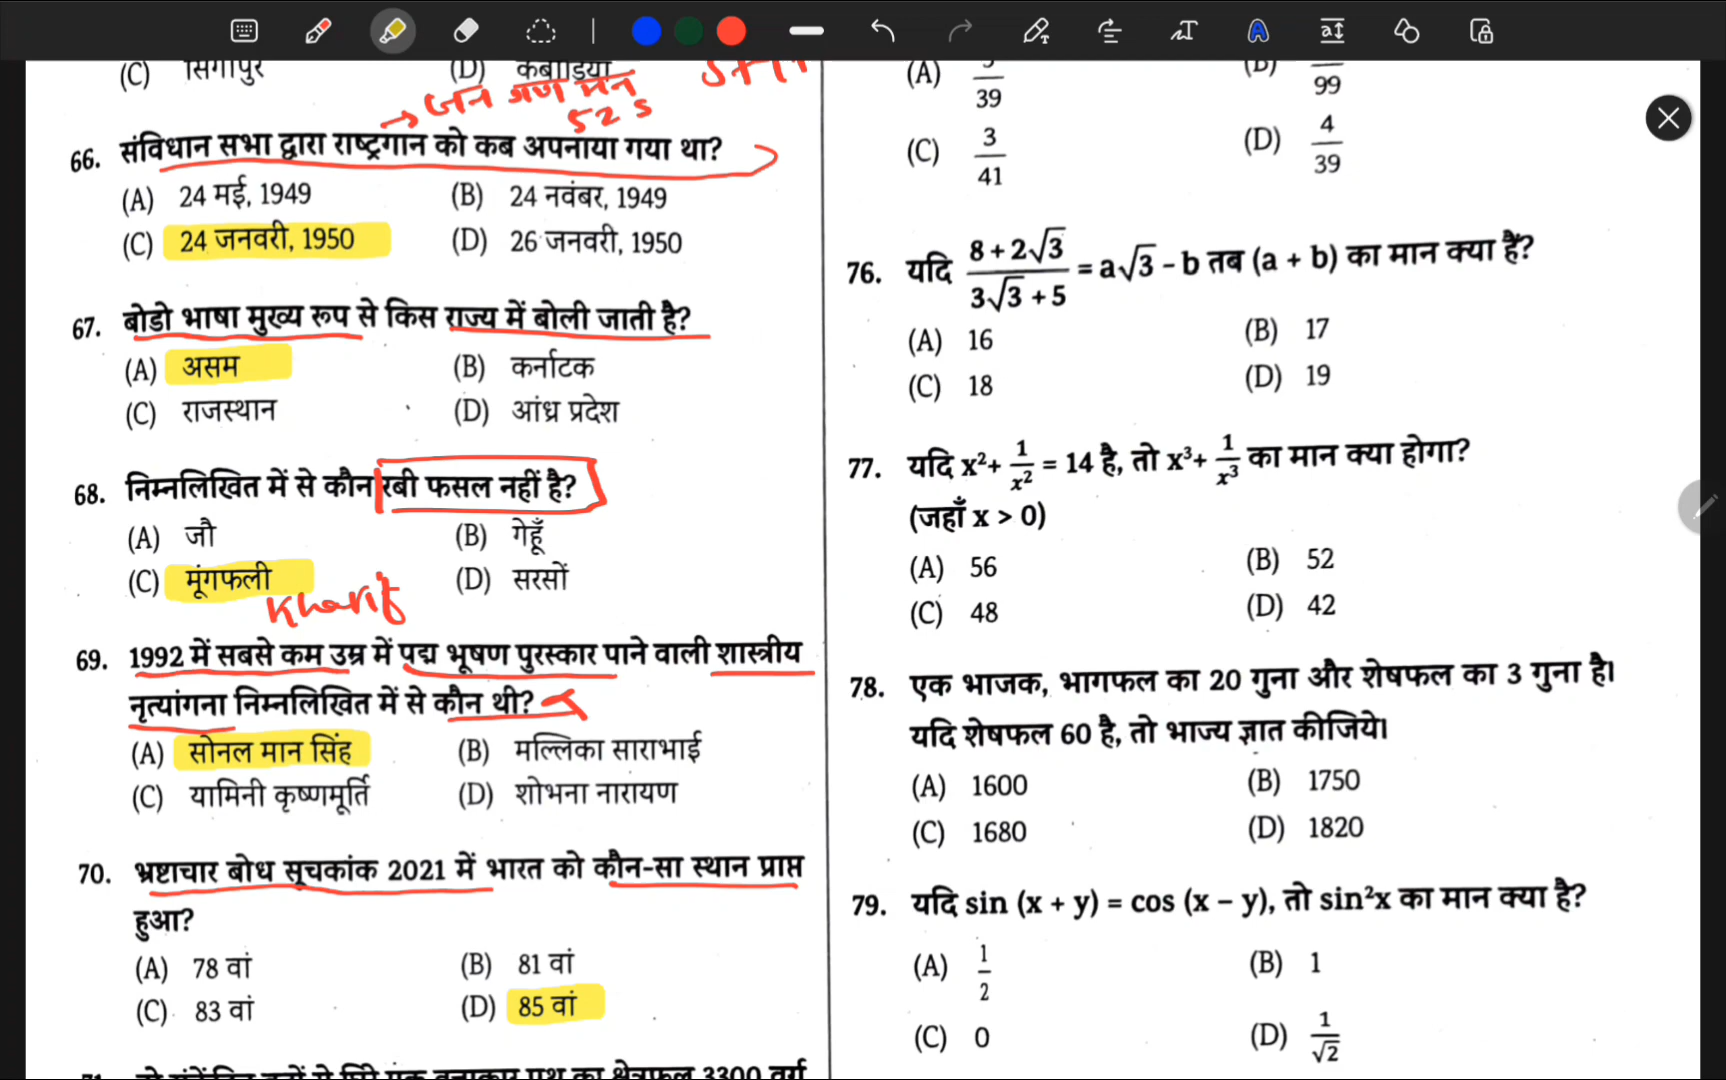 (C) सिंगापुर (D) कंबोडिया
→ जन गण मन
52 s
66. संविधान सभा द्वारा राष्ट्रगान को कब अपनाया गया था?
(A) 24 मई, 1949 (B) 24 नवंबर, 1949
(C) 24 जनवरी, 1950 (D) 26 जनवरी, 1950
67. बोडो भाषा मुख्य रूप से किस राज्य में बोली जाती है?
(A) असम (B) कर्नाटक
(C) राजस्थान (D) आंध्र प्रदेश
68. निम्नलिखित में से कौन रबी फसल नहीं है?
(A) जौ (B) गेहूँ
(C) मूंगफली (D) सरसों
Kharif
69. 1992 में सबसे कम उम्र में पद्म भूषण पुरस्कार पाने वाली शास्त्रीय
नृत्यांगना निम्नलिखित में से कौन थी?
(A) सोनल मान सिंह (B) मल्लिका साराभाई
(C) यामिनी कृष्णमूर्ति (D) शोभना नारायण
70. भ्रष्टाचार बोध सूचकांक 2021 में भारत को कौन-सा स्थान प्राप्त
हुआ?
(A) 78 वां (B) 81 वां
(C) 83 वां (D) 85 वां
(A) /39 (B) /99
(C) 3/41 (D) 4/39
76. यदि (8 + 2√3)/(3√3 + 5) = a√3 - b तब (a + b) का मान क्या है?
(A) 16 (B) 17
(C) 18 (D) 19
77. यदि x²+ 1/x² = 14 है, तो x³+ 1/x³ का मान क्या होगा?
(जहाँ x > 0)
(A) 56 (B) 52
(C) 48 (D) 42
78. एक भाजक, भागफल का 20 गुना और शेषफल का 3 गुना है।
यदि शेषफल 60 है, तो भाज्य ज्ञात कीजिये।
(A) 1600 (B) 1750
(C) 1680 (D) 1820
79. यदि sin (x + y) = cos (x – y), तो sin²x का मान क्या है?
(A) 1/2 (B) 1
(C) 0 (D) 1/√2